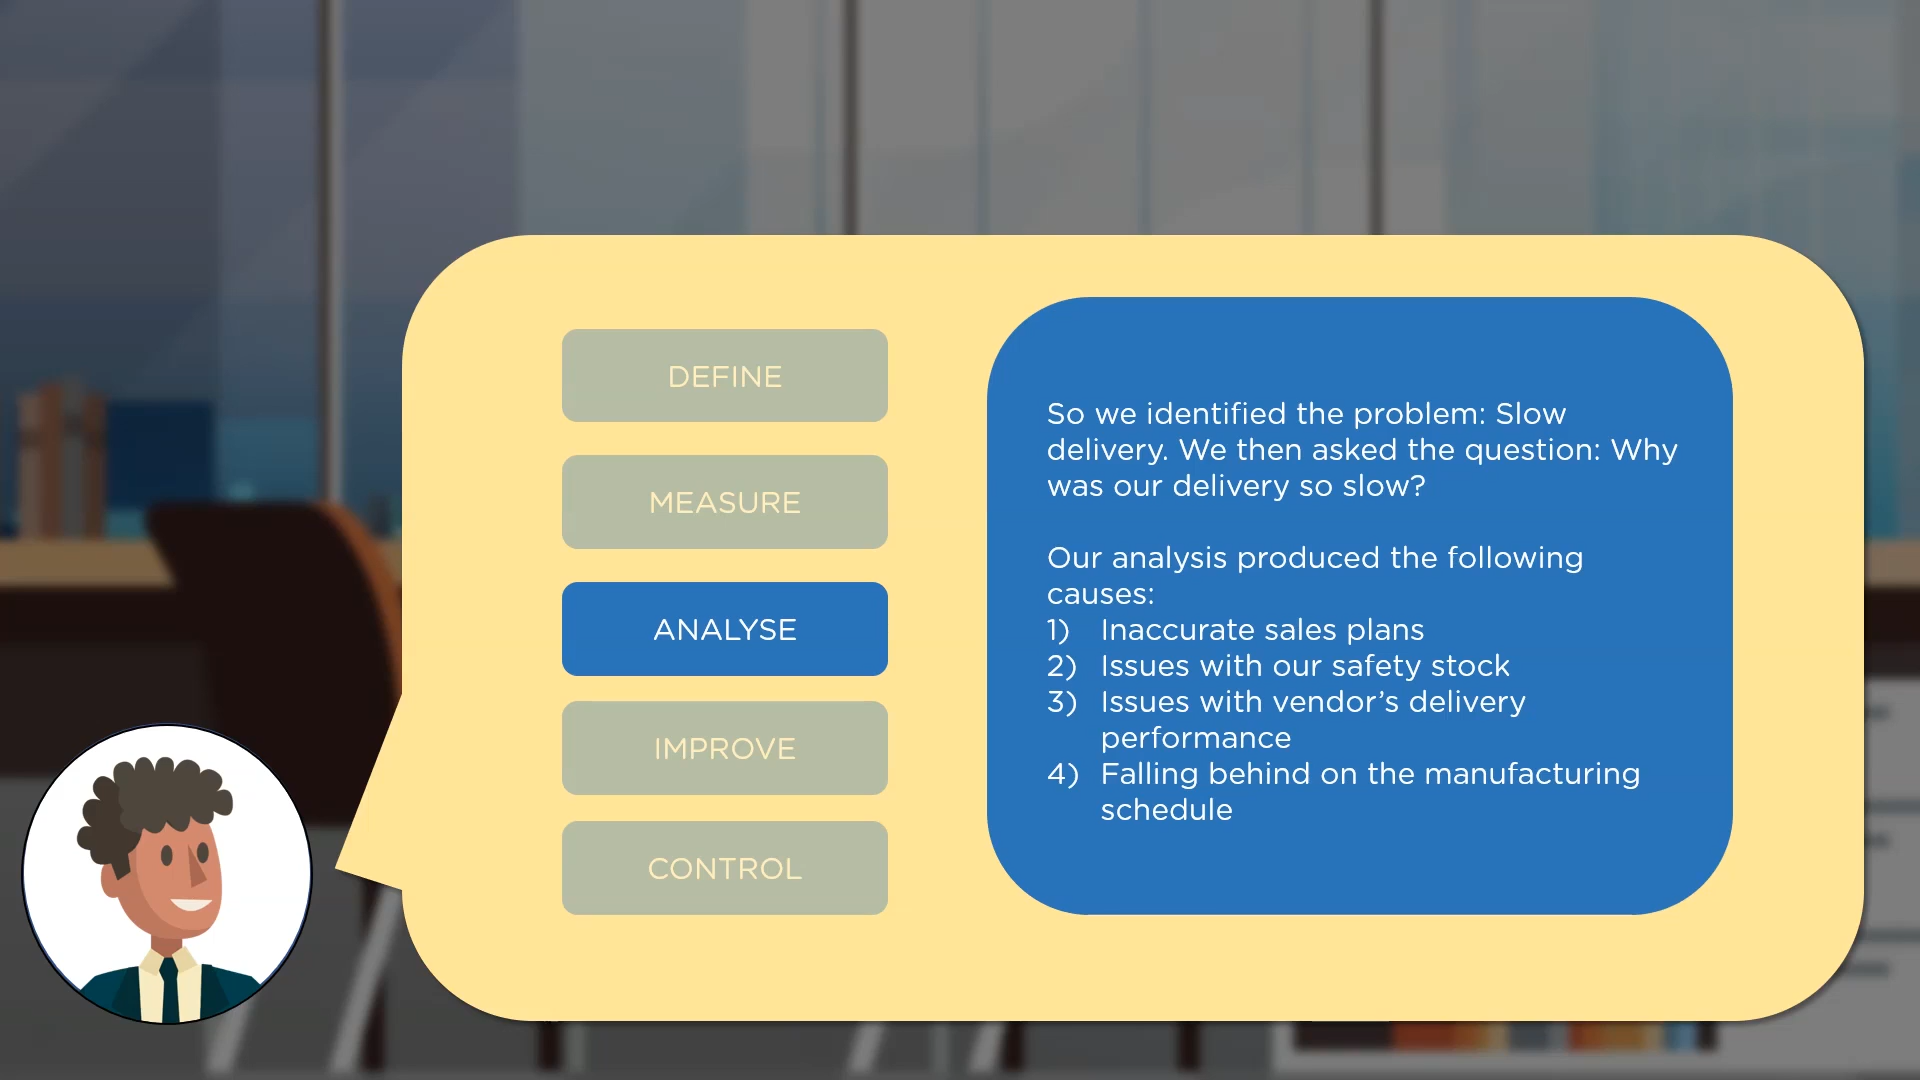 DEFINE
MEASURE
ANALYSE
IMPROVE
CONTROL
So we identified the problem: Slow
delivery. We then asked the question: Why
was our delivery so slow?
Our analysis produced the following
causes:
1) Inaccurate sales plans
2) Issues with our safety stock
3) Issues with vendor’s delivery
performance
4) Falling behind on the manufacturing
schedule